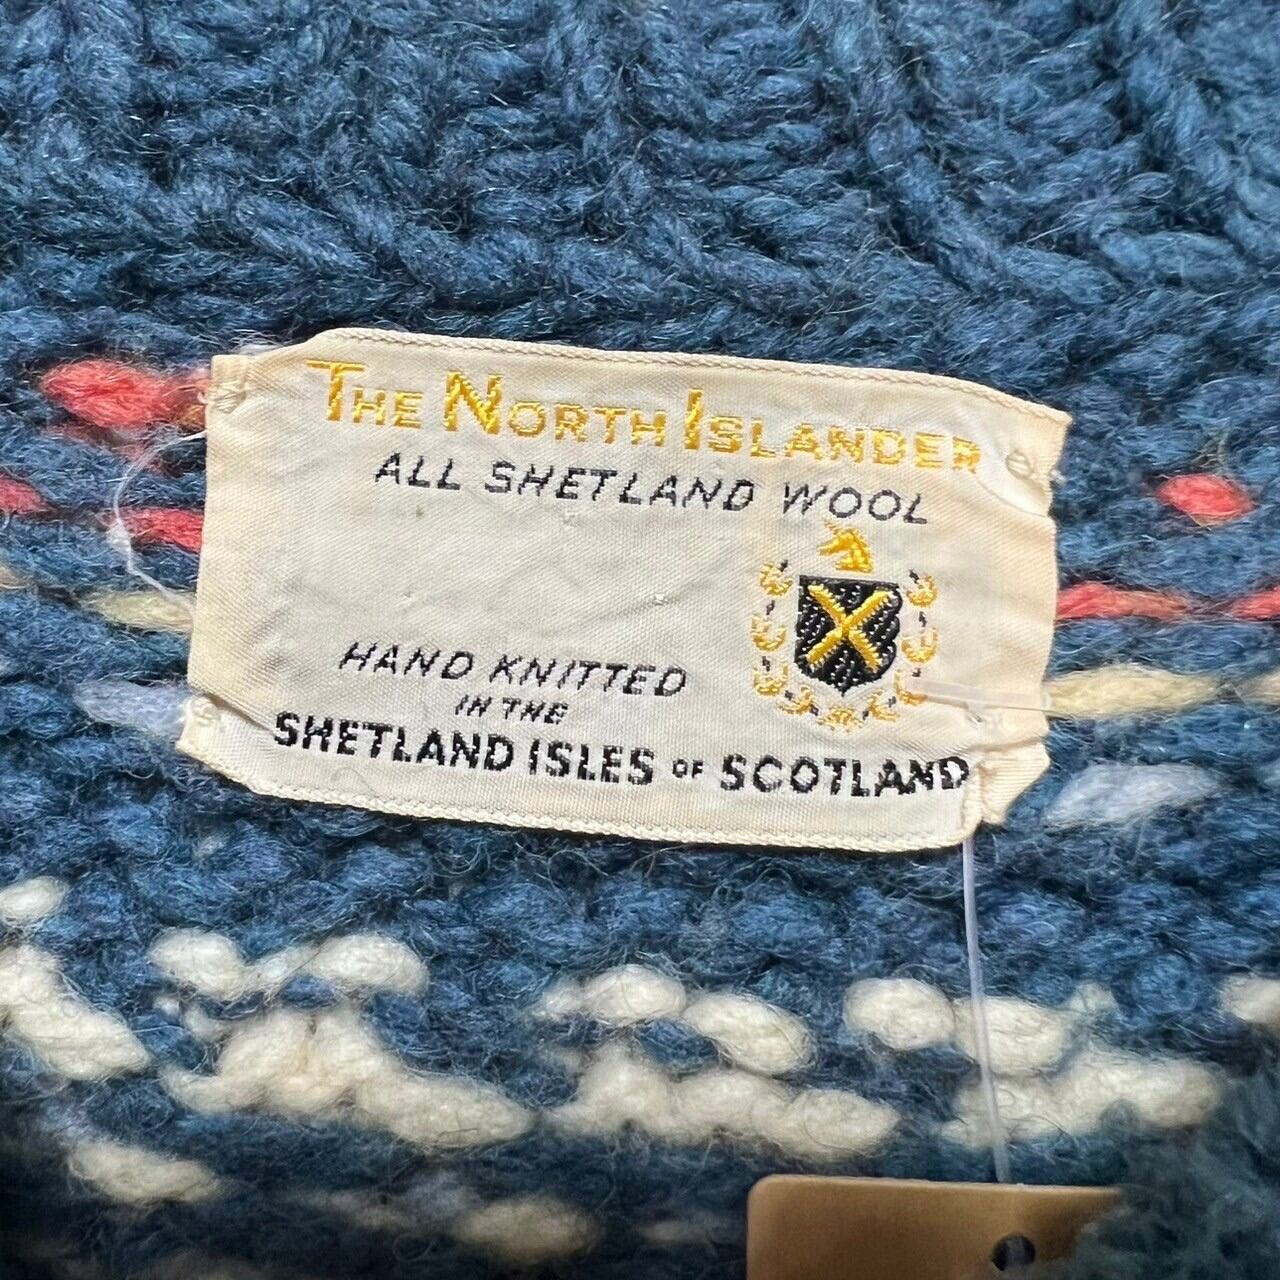 THE NORTH ISLANDER
ALL SHETLAND WOOL
HAND KNITTED
IN THE
SHETLAND ISLES OF SCOTLAND